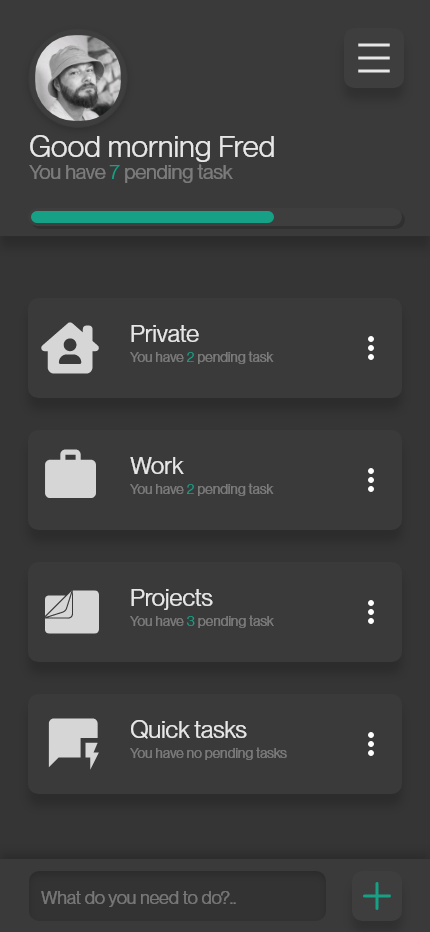 Good morning Fred
You have 7 pending task
Private
You have 2 pending task
Work
You have 2 pending task
Projects
You have 3 pending task
Quick tasks
You have no pending tasks
What do you need to do?..